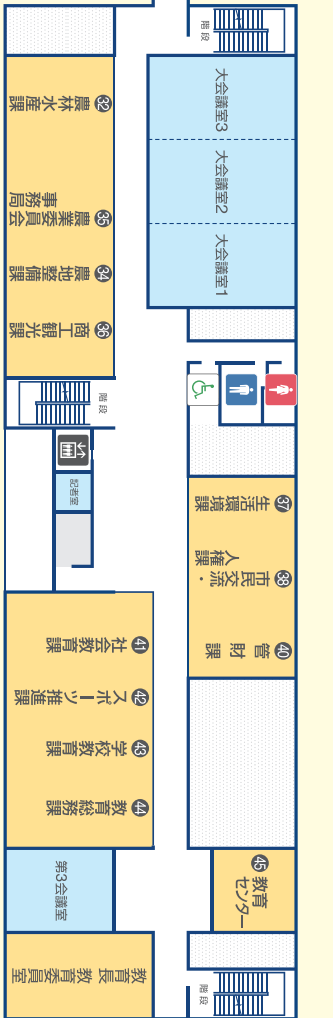 階段
大会議室3
大会議室2
大会議室1
㉜ 農林水産課
㉟ 農業委員会
事務局
㉞ 農地整備課
㊱ 商工観光課
階段
記者室
㊲ 生活環境課
㊳ 市民交流・
人権課
㊵ 管財課
㊶ 社会教育課
㊷ スポーツ推進課
㊸ 学校教育課
㊹ 教育総務課
㊺ 教育
センター
第3会議室
教育長 教育委員室
階段